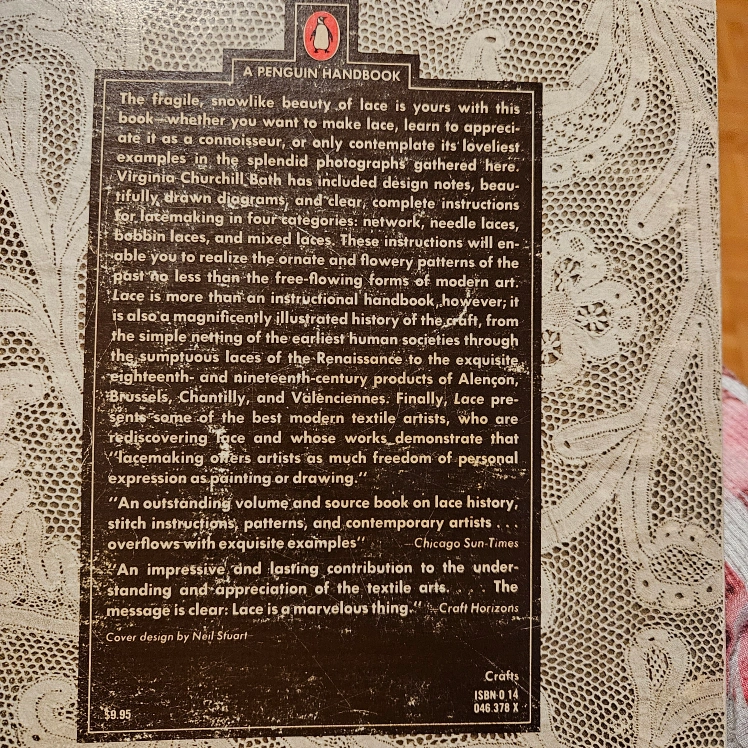 A PENGUIN HANDBOOK
The fragile, snowlike beauty of lace is yours with this
book—whether you want to make lace, learn to appreci-
ate it as a connoisseur, or only contemplate its loveliest
examples in the splendid photographs gathered here.
Virginia Churchill Bath has included design notes, beau-
tifully drawn diagrams, and clear, complete instructions
for lacemaking in four categories: network, needle laces,
bobbin laces, and mixed laces. These instructions will en-
able you to realize the ornate and flowery patterns of the
past no less than the free-flowing forms of modern art.
Lace is more than an instructional handbook, however; it
is also a magnificently illustrated history of the craft, from
the simple netting of the earliest human societies through
the sumptuous laces of the Renaissance to the exquisite
eighteenth- and nineteenth-century products of Alençon,
Brussels, Chantilly, and Valenciennes. Finally, Lace pre-
sents some of the best modern textile artists, who are
rediscovering lace and whose works demonstrate that
"lacemaking offers artists as much freedom of personal
expression as painting or drawing."
"An outstanding volume and source book on lace history,
stitch instructions, patterns, and contemporary artists . . .
overflows with exquisite examples" —Chicago Sun-Times
"An impressive and lasting contribution to the under-
standing and appreciation of the textile arts. . . . The
message is clear: Lace is a marvelous thing." —Craft Horizons
Cover design by Neil Stuart
Crafts
ISBN 0 14
046.378 X
$9.95